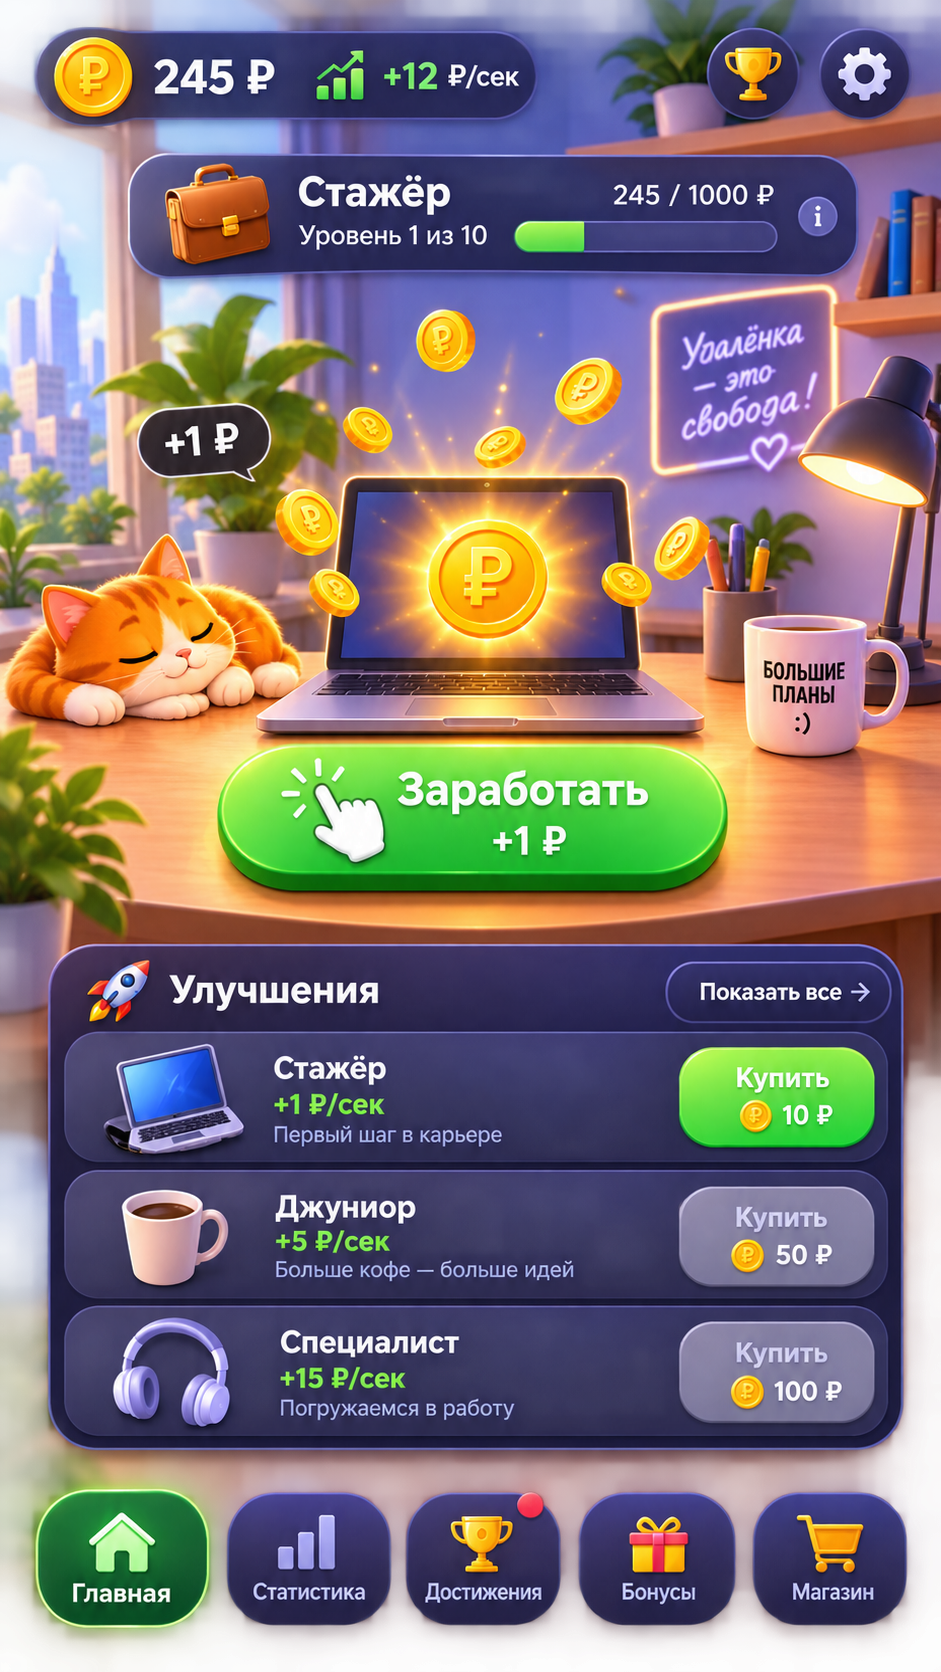 245 ₽
+12 ₽/сек
Стажёр
245 / 1000 ₽
Уровень 1 из 10
i
Удалёнка
— это
свобода!
+1 ₽
БОЛЬШИЕ
ПЛАНЫ
:)
Заработать
+1 ₽
Улучшения
Показать все →
Стажёр
+1 ₽/сек
Первый шаг в карьере
Купить
10 ₽
Джуниор
+5 ₽/сек
Больше кофе — больше идей
Купить
50 ₽
Специалист
+15 ₽/сек
Погружаемся в работу
Купить
100 ₽
Главная
Статистика
Достижения
Бонусы
Магазин